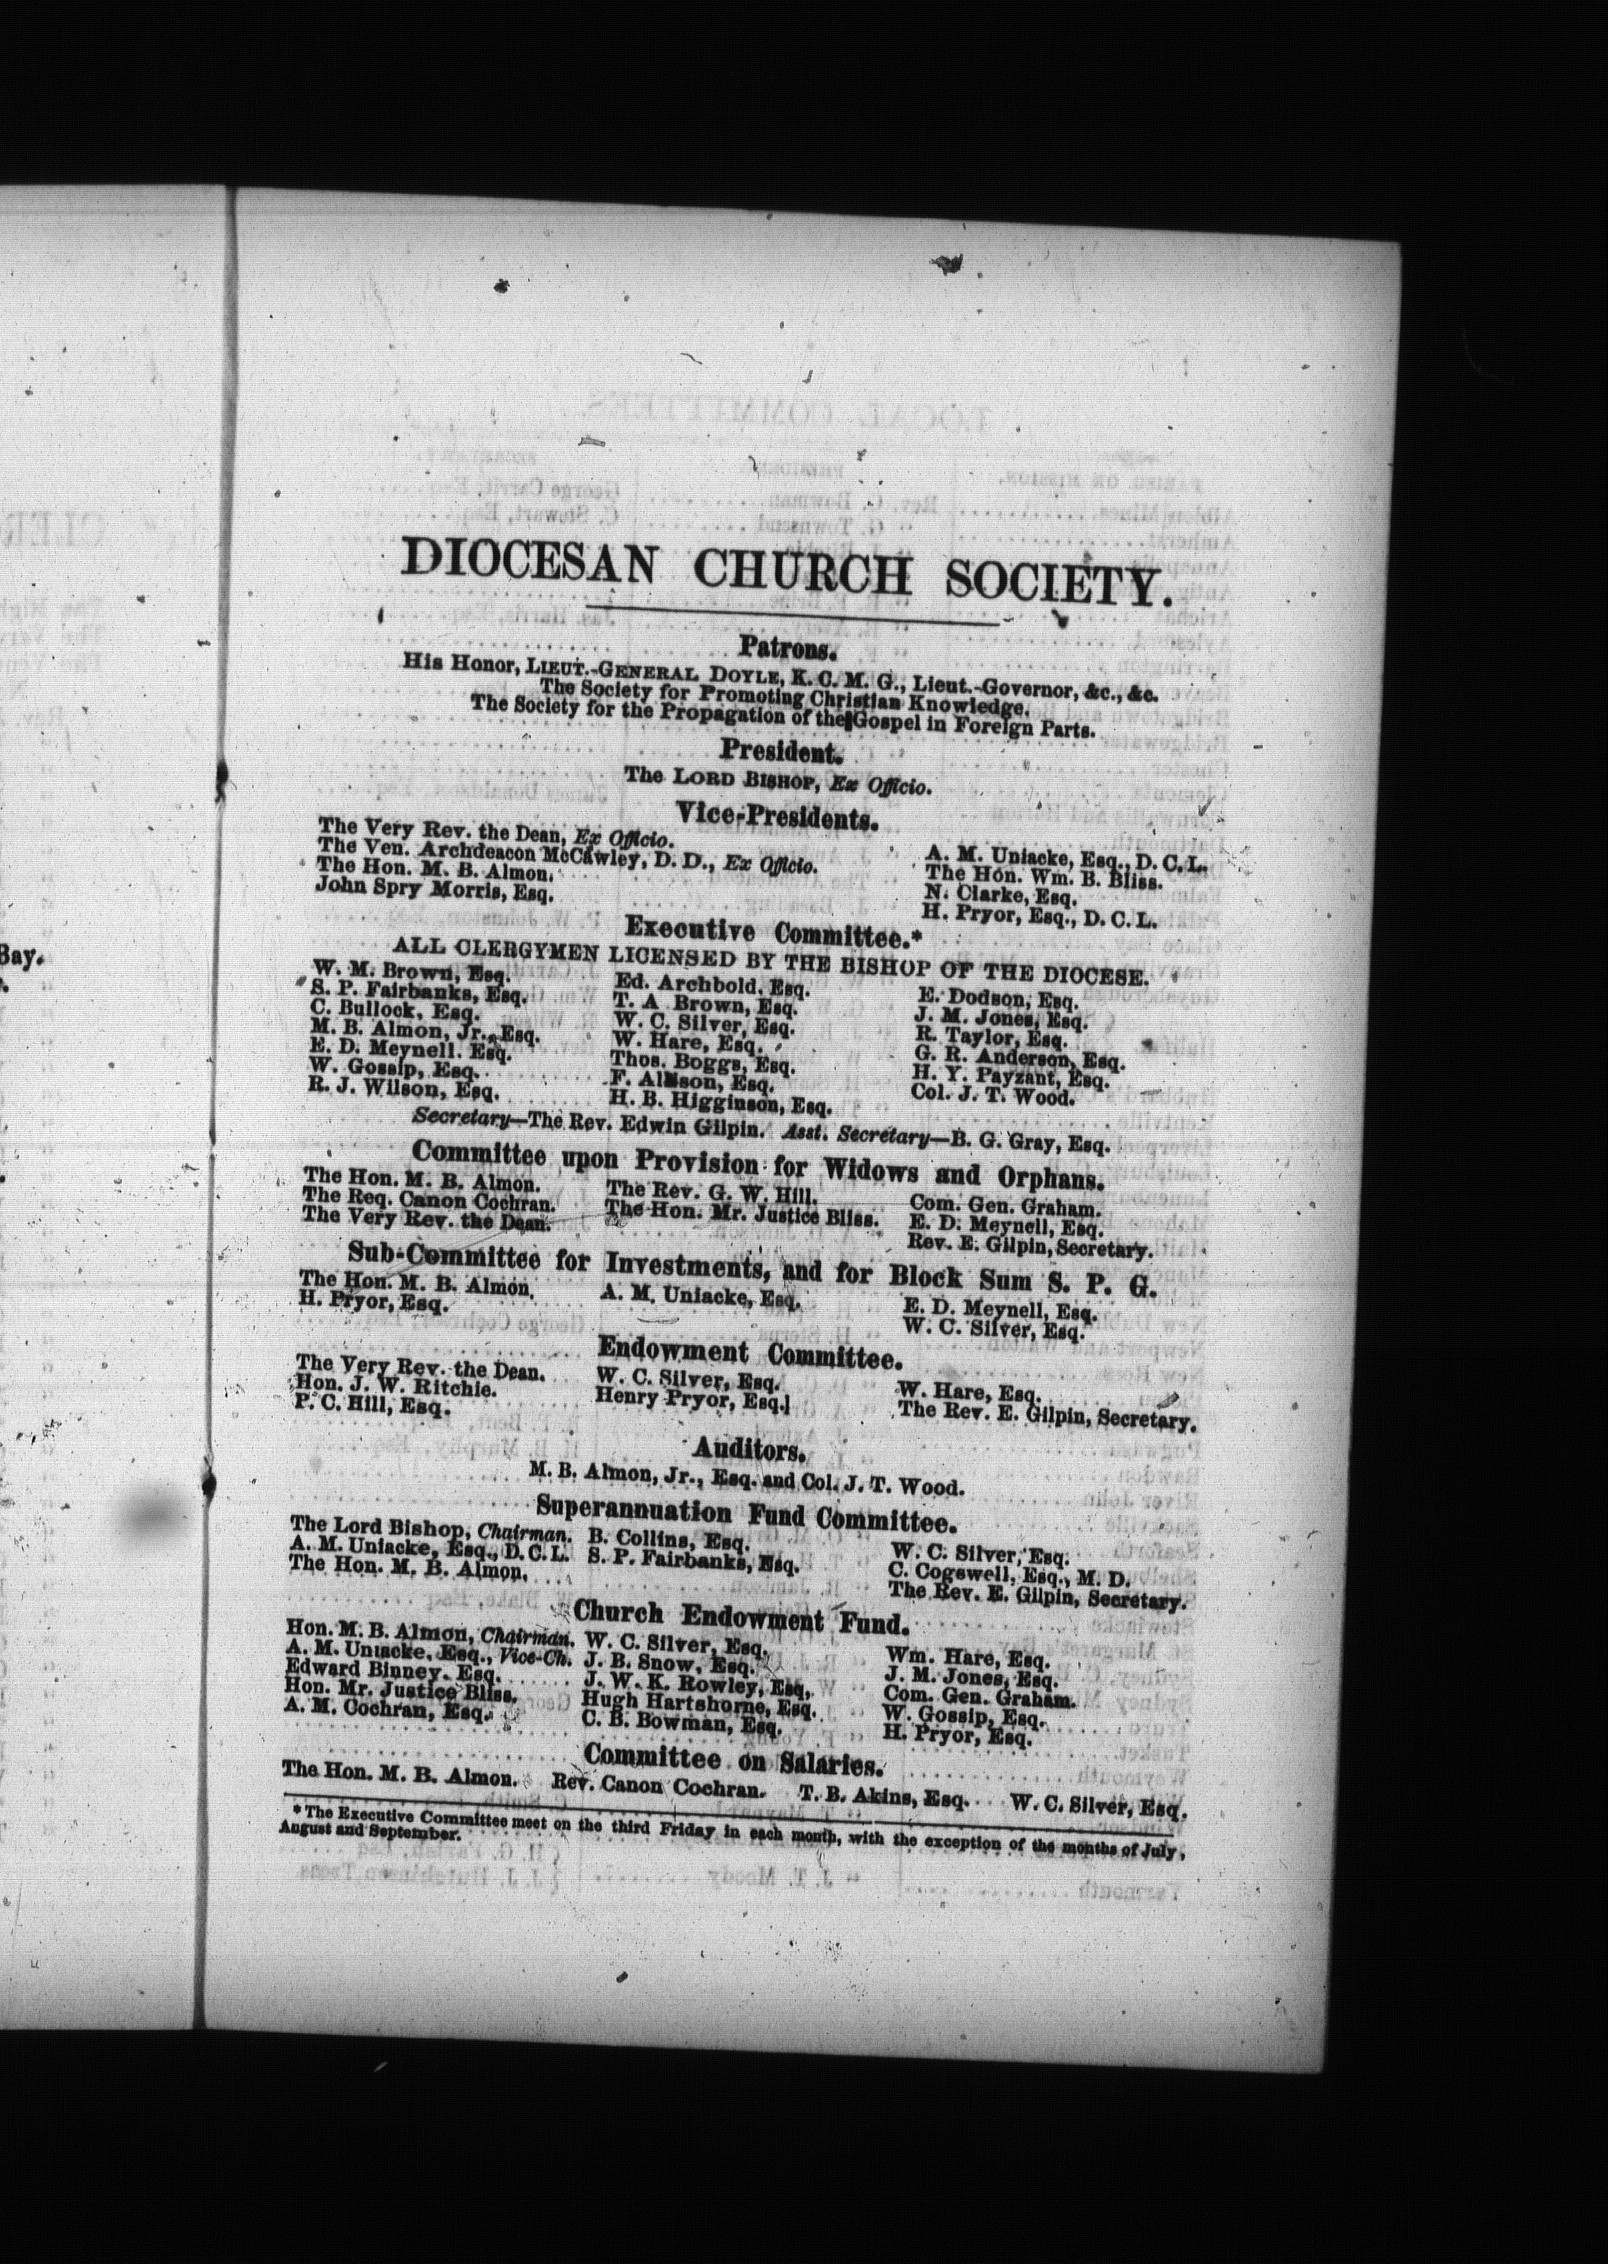 DIOCESAN CHURCH SOCIETY.
Patrons.
His Honor, LIEUT.-GENERAL DOYLE, K. C. M. G., Lieut.-Governor, &c., &c.
The Society for Promoting Christian Knowledge.
The Society for the Propagation of the Gospel in Foreign Parts.
President.
The LORD BISHOP, Ex Officio.
Vice-Presidents.
The Very Rev. the Dean, Ex Officio. A. M. Uniacke, Esq., D. C. L.
The Ven. Archdeacon McCawley, D. D., Ex Officio. The Hon. Wm. B. Bliss.
The Hon. M. B. Almon. N. Clarke, Esq.
John Spry Morris, Esq. H. Pryor, Esq., D. C. L.
Executive Committee.*
ALL CLERGYMEN LICENSED BY THE BISHOP OF THE DIOCESE.
W. M. Brown, Esq. Ed. Archbold, Esq. E. Dodson, Esq.
S. P. Fairbanks, Esq. T. A Brown, Esq. J. M. Jones, Esq.
C. Bullock, Esq. W. C. Silver, Esq. R. Taylor, Esq.
M. B. Almon, Jr., Esq. W. Hare, Esq. G. R. Anderson, Esq.
E. D. Meynell. Esq. Thos. Boggs, Esq. H. Y. Payzant, Esq.
W. Gossip, Esq. F. Allison, Esq. Col. J. T. Wood.
R. J. Wilson, Esq. H. B. Higginson, Esq.
Secretary—The Rev. Edwin Gilpin. Asst. Secretary—B. G. Gray, Esq.
Committee upon Provision for Widows and Orphans.
The Hon. M. B. Almon. The Rev. G. W. Hill. Com. Gen. Graham.
The Req. Canon Cochran. The Hon. Mr. Justice Bliss. E. D. Meynell, Esq.
The Very Rev. the Dean. Rev. E. Gilpin, Secretary.
Sub-Committee for Investments, and for Block Sum S. P. G.
The Hon. M. B. Almon. A. M. Uniacke, Esq. E. D. Meynell, Esq.
H. Pryor, Esq. W. C. Silver, Esq.
Endowment Committee.
The Very Rev. the Dean. W. C. Silver, Esq. W. Hare, Esq.
Hon. J. W. Ritchie. Henry Pryor, Esq. The Rev. E. Gilpin, Secretary.
P. C. Hill, Esq.
Auditors.
M. B. Almon, Jr., Esq. and Col. J. T. Wood.
Superannuation Fund Committee.
The Lord Bishop, Chairman. B. Collins, Esq. W. C. Silver, Esq.
A. M. Uniacke, Esq., D. C. L. S. P. Fairbanks, Esq. C. Cogswell, Esq., M. D.
The Hon. M. B. Almon. The Rev. E. Gilpin, Secretary.
Church Endowment Fund.
Hon. M. B. Almon, Chairman. W. C. Silver, Esq. Wm. Hare, Esq.
A. M. Uniacke, Esq., Vice-Ch. J. B. Snow, Esq. J. M. Jones, Esq.
Edward Binney. Esq. J. W. K. Rowley, Esq, Com. Gen. Graham.
Hon. Mr. Justice Bliss. Hugh Hartshorne, Esq. W. Gossip, Esq.
A. M. Cochran, Esq. C. B. Bowman, Esq. H. Pryor, Esq.
Committee on Salaries.
The Hon. M. B. Almon. Rev. Canon Cochran. T. B. Akins, Esq. W. C. Silver, Esq.
* The Executive Committee meet on the third Friday in each month, with the exception of the months of July,
August and September.
Bay.